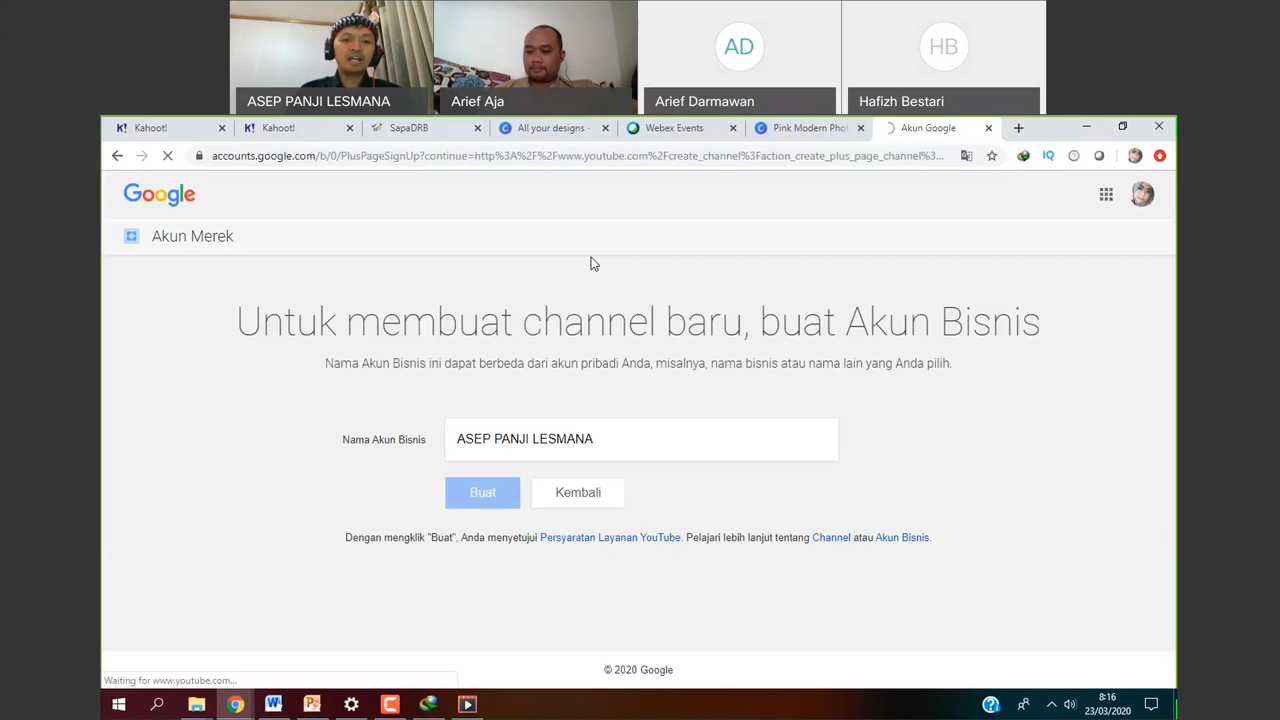 AD
HB
ASEP PANJI LESMANA
Arief Aja
Arief Darmawan
Hafizh Bestari
Kahoot!
Kahoot!
SapaDRB
All your designs -
Webex Events
Pink Modern Pho
Akun Google
accounts.google.com/b/0/PlusPageSignUp?continue=http%3A%2F%2Fwww.youtube.com%2Fcreate_channel%3Faction_create_plus_page_channel%3...
IQ
Google
Akun Merek
Untuk membuat channel baru, buat Akun Bisnis
Nama Akun Bisnis ini dapat berbeda dari akun pribadi Anda, misalnya, nama bisnis atau nama lain yang Anda pilih.
Nama Akun Bisnis
ASEP PANJI LESMANA
Buat
Kembali
Dengan mengklik "Buat", Anda menyetujui Persyaratan Layanan YouTube. Pelajari lebih lanjut tentang Channel atau Akun Bisnis.
© 2020 Google
Waiting for www.youtube.com...
8:16
23/03/2020